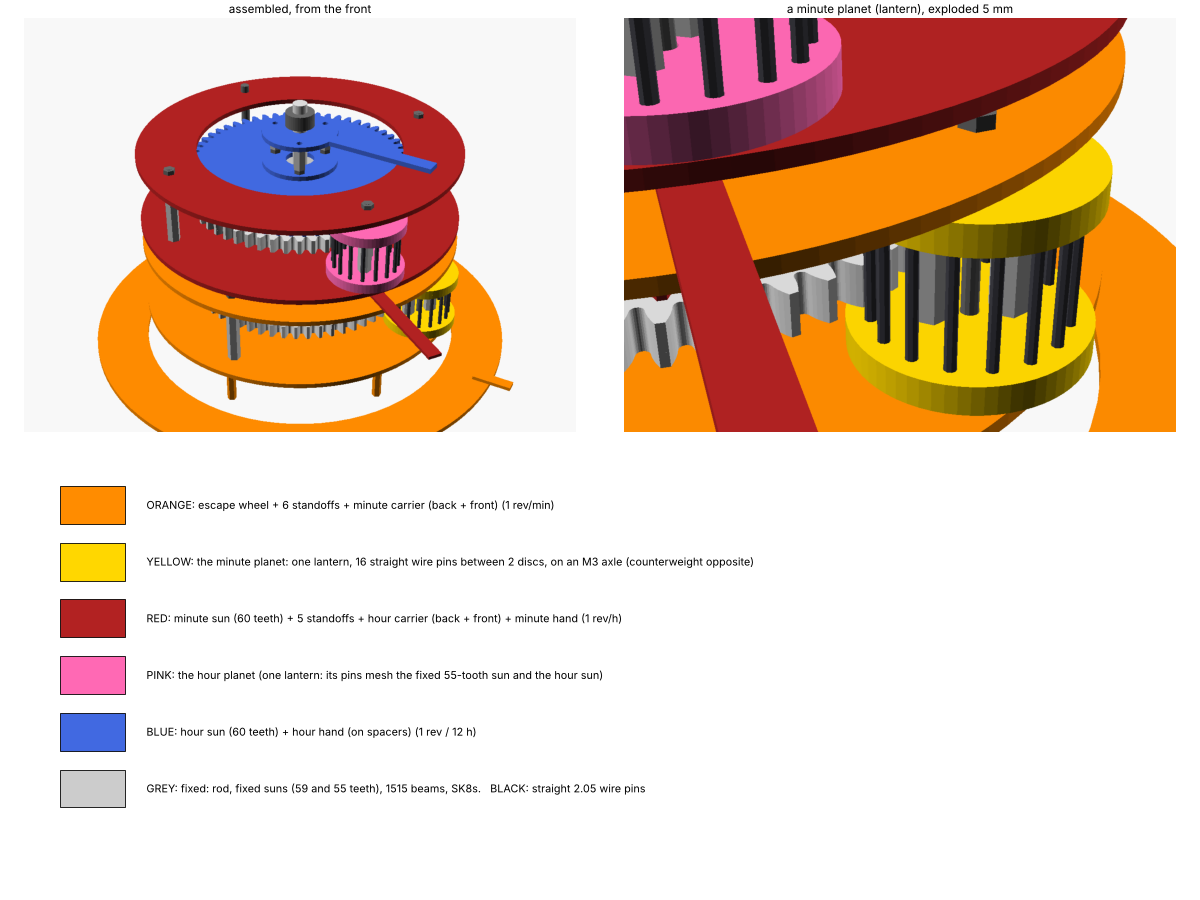 assembled, from the front
a minute planet (lantern), exploded 5 mm
ORANGE: escape wheel + 6 standoffs + minute carrier (back + front) (1 rev/min)
YELLOW: the minute planet: one lantern, 16 straight wire pins between 2 discs, on an M3 axle (counterweight opposite)
RED: minute sun (60 teeth) + 5 standoffs + hour carrier (back + front) + minute hand (1 rev/h)
PINK: the hour planet (one lantern: its pins mesh the fixed 55-tooth sun and the hour sun)
BLUE: hour sun (60 teeth) + hour hand (on spacers) (1 rev / 12 h)
GREY: fixed: rod, fixed suns (59 and 55 teeth), 1515 beams, SK8s.   BLACK: straight 2.05 wire pins